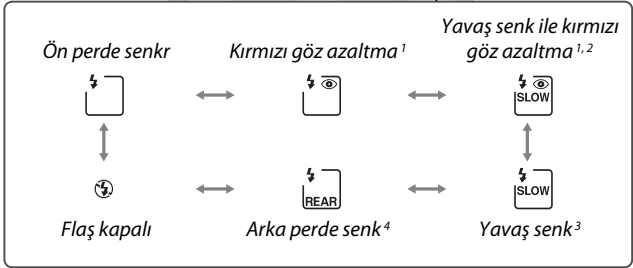 Yavaş senk ile kırmızı
Ön perde senkr Kırmızı göz azaltma 1 göz azaltma 1, 2
SLOW
REAR SLOW
Flaş kapalı Arka perde senk 4 Yavaş senk 3